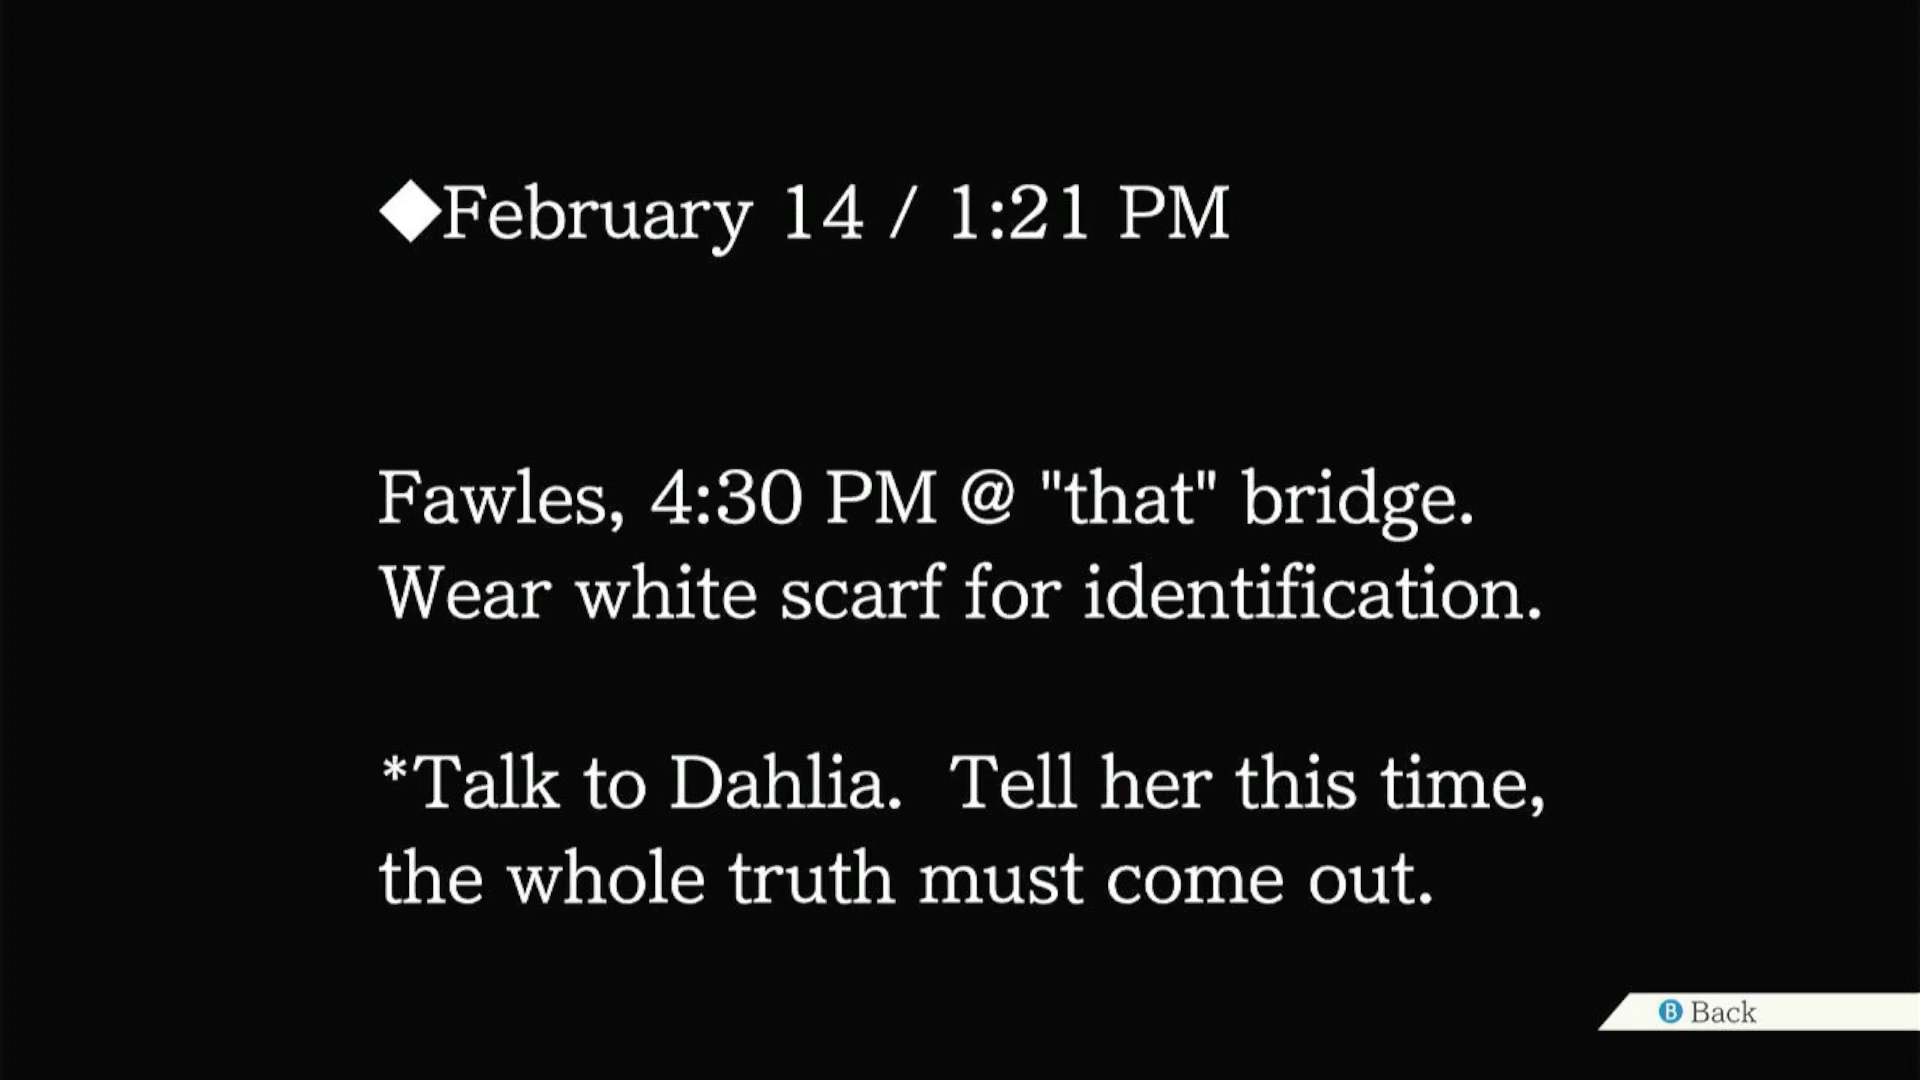 ◆February 14 / 1:21 PM
Fawles, 4:30 PM @ "that" bridge.
Wear white scarf for identification.
*Talk to Dahlia.  Tell her this time,
the whole truth must come out.
B Back